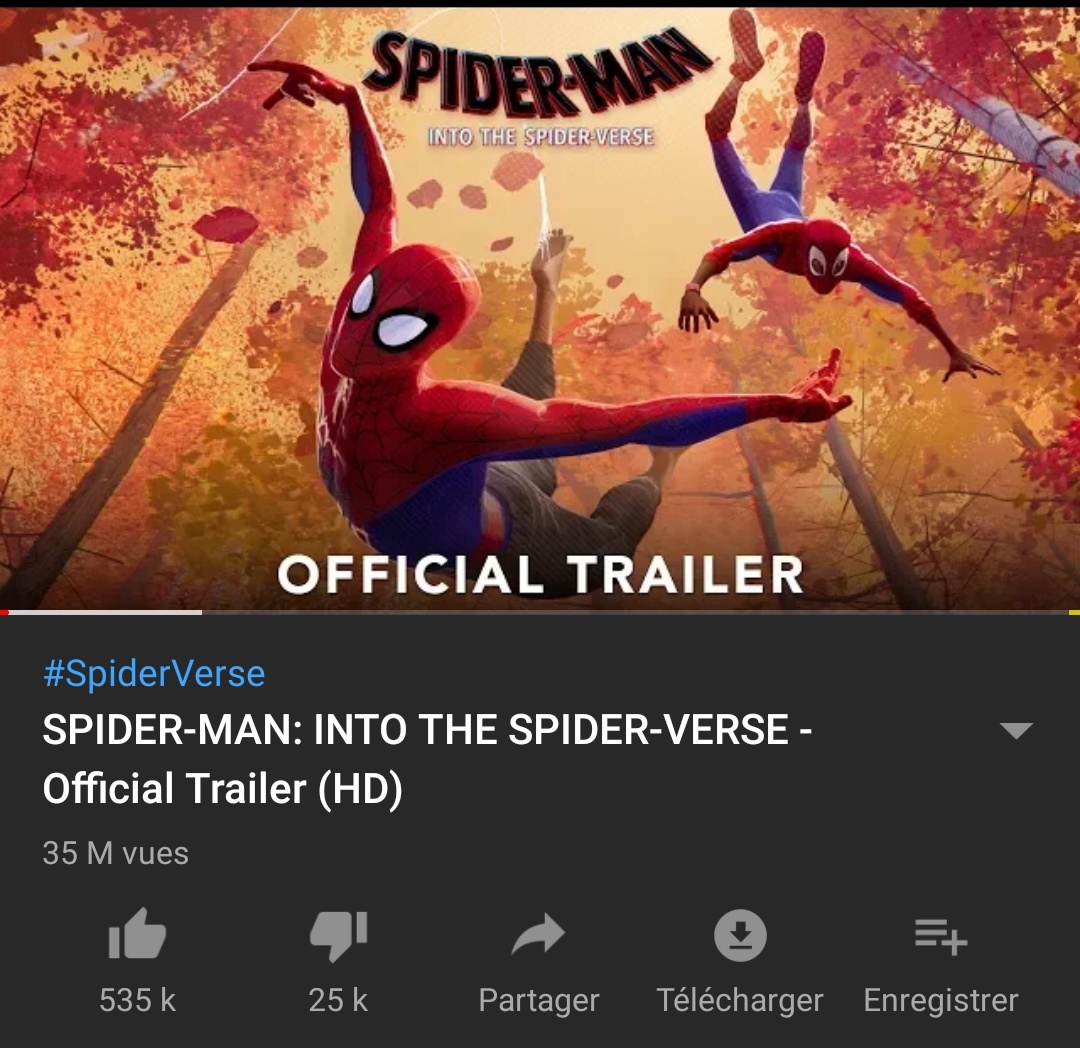 SPIDER-MAN
INTO THE SPIDER-VERSE
OFFICIAL TRAILER
#SpiderVerse
SPIDER-MAN: INTO THE SPIDER-VERSE -
Official Trailer (HD)
35 M vues
535 k
25 k
Partager
Télécharger
Enregistrer